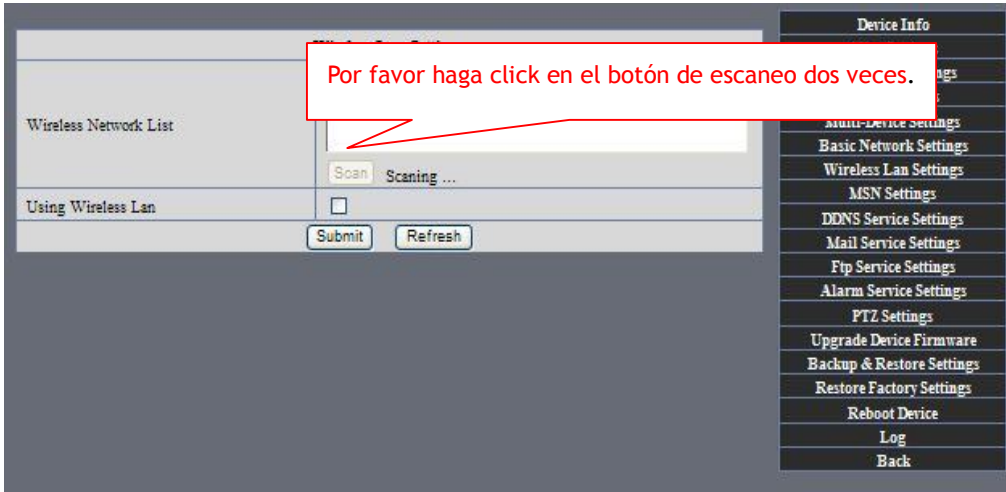 Por favor haga click en el botón de escaneo dos veces.
Wireless Network List
Scan Scaning ...
Using Wireless Lan
Submit Refresh
Device Info
Multi-Device Settings
Basic Network Settings
Wireless Lan Settings
MSN Settings
DDNS Service Settings
Mail Service Settings
Ftp Service Settings
Alarm Service Settings
PTZ Settings
Upgrade Device Firmware
Backup & Restore Settings
Restore Factory Settings
Reboot Device
Log
Back